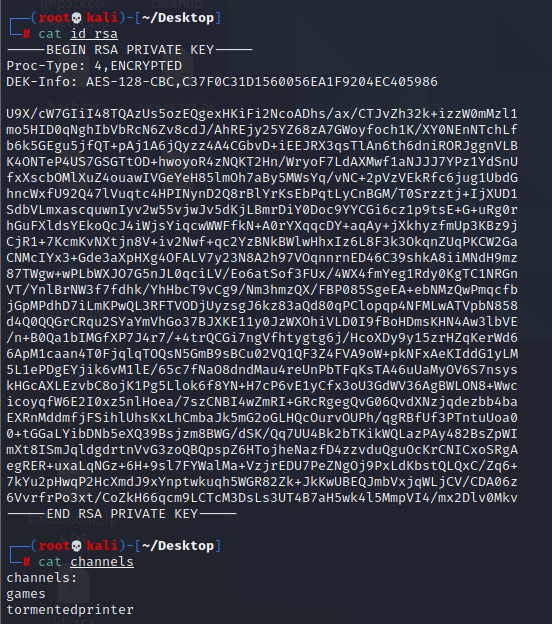 (root💀kali)-[~/Desktop]
# cat id_rsa
-----BEGIN RSA PRIVATE KEY-----
Proc-Type: 4,ENCRYPTED
DEK-Info: AES-128-CBC,C37F0C31D1560056EA1F9204EC405986

U9X/cW7GIiI48TQAzUs5ozEQgexHKiFi2NcoADhs/ax/CTJvZh32k+izzW0mMzl1
mo5HID0qNghIbVbRcN6Zv8cdJ/AhREjy25YZ68zA7GWoyfoch1K/XY0NEnNTchLf
b6k5GEgu5jfQT+pAj1A6jQyzz4A4CGbvD+iEEJRX3qsTlAn6th6dniRORJggnVLB
K4ONTeP4US7GSGTtOD+hwoyoR4zNQKT2Hn/WryoF7LdAXMwf1aNJJJ7YPz1YdSnU
fxXscbOMlXuZ4ouawIVGeYeH85lmOh7aBy5MWsYq/vNC+2pVzVEkRfc6jug1UbdG
hncWxfU92Q47lVuqtc4HPINynD2Q8rBlYrKsEbPqtLyCnBGM/T0Srzztj+IjXUD1
SdbVLmxascquwnIyv2w55vjwJv5dKjLBmrDiY0Doc9YYCGi6cz1p9tsE+G+uRg0r
hGuFXldsYEkoQcJ4iWjsYiqcwWWFfkN+A0rYXqqcDY+aqAy+jXkhyzfmUp3KBz9j
CjR1+7KcmKvNXtjn8V+iv2Nwf+qc2YzBNkBWlwHhxIz6L8F3k3OkqnZUqPKCW2Ga
CNMcIYx3+Gde3aXpHXg4OFALV7y23N8A2h97VOqnnrnED46C39shkA8iiMNdH9mz
87TWgw+wPLbWXJO7G5nJL0qciLV/Eo6atSof3FUx/4WX4fmYeg1Rdy0KgTC1NRGn
VT/YnlBrNW3f7fdhk/YhHbcT9vCg9/Nm3hmzQX/FBP085SgeEA+ebNMzQwPmqcfb
jGpMPdhD7iLmKPwQL3RFTVODjUyzsgJ6kz83aQd80qPClopqp4NFMLwATVpbN858
d4Q0QQGrCRqu2SYaYmVhGo37BJXKE11y0JzWXOhiVLD0I9fBoHDmsKHN4Aw3lbVE
/n+B0Qa1bIMGfXP7J4r7/+4trQCGi7ngVfhtygtg6j/HcoXDy9y15zrHZqKerWd6
6ApM1caan4T0FjqlqTOQsN5GmB9sBCu02VQ1QF3Z4FVA9oW+pkNFxAeKIddG1yLM
5L1ePDgEYjik6vM1lE/65c7fNaO8dndMau4reUnPbTFqKsTA46uUaMyOV6S7nsys
kHGcAXLEzvbC8ojK1Pg5Llok6f8YN+H7cP6vE1yCfx3oU3GdWV36AgBWLON8+Wwc
icoyqfW6E2I0xz5nlHoea/7szCNBI4wZmRI+GRcRgegQvG06QvdXNzjqdezbb4ba
EXRnMddmfjFSihlUhsKxLhCmbaJk5mG2oGLHQcOurvOUPh/qgRBfUf3PTntuUoa0
0+tGGaLYibDNb5eXQ39Bsjzm8BWG/dSK/Qq7UU4Bk2bTKikWQLazPAy482BsZpWI
mXt8ISmJqldgdrtnVvG3zoQBQpspZ6HTojheNazfD4zzvduQguOcKrCNICxoSRgA
egRER+uxaLqNGz+6H+9sl7FYWalMa+VzjrEDU7PeZNgOj9PxLdKbstQLQxC/Zq6+
7kYu2pHwqP2HcXmdJ9xYnptwkuqh5WGR82Zk+JkKwUBEQJmbVxjqWLjCV/CDA06z
6VvrfrPo3xt/CoZkH66qcm9LCTcM3DsLs3UT4B7aH5wk4l5MmpVI4/mx2Dlv0Mkv
-----END RSA PRIVATE KEY-----
(root💀kali)-[~/Desktop]
# cat channels
channels:
games
tormentedprinter